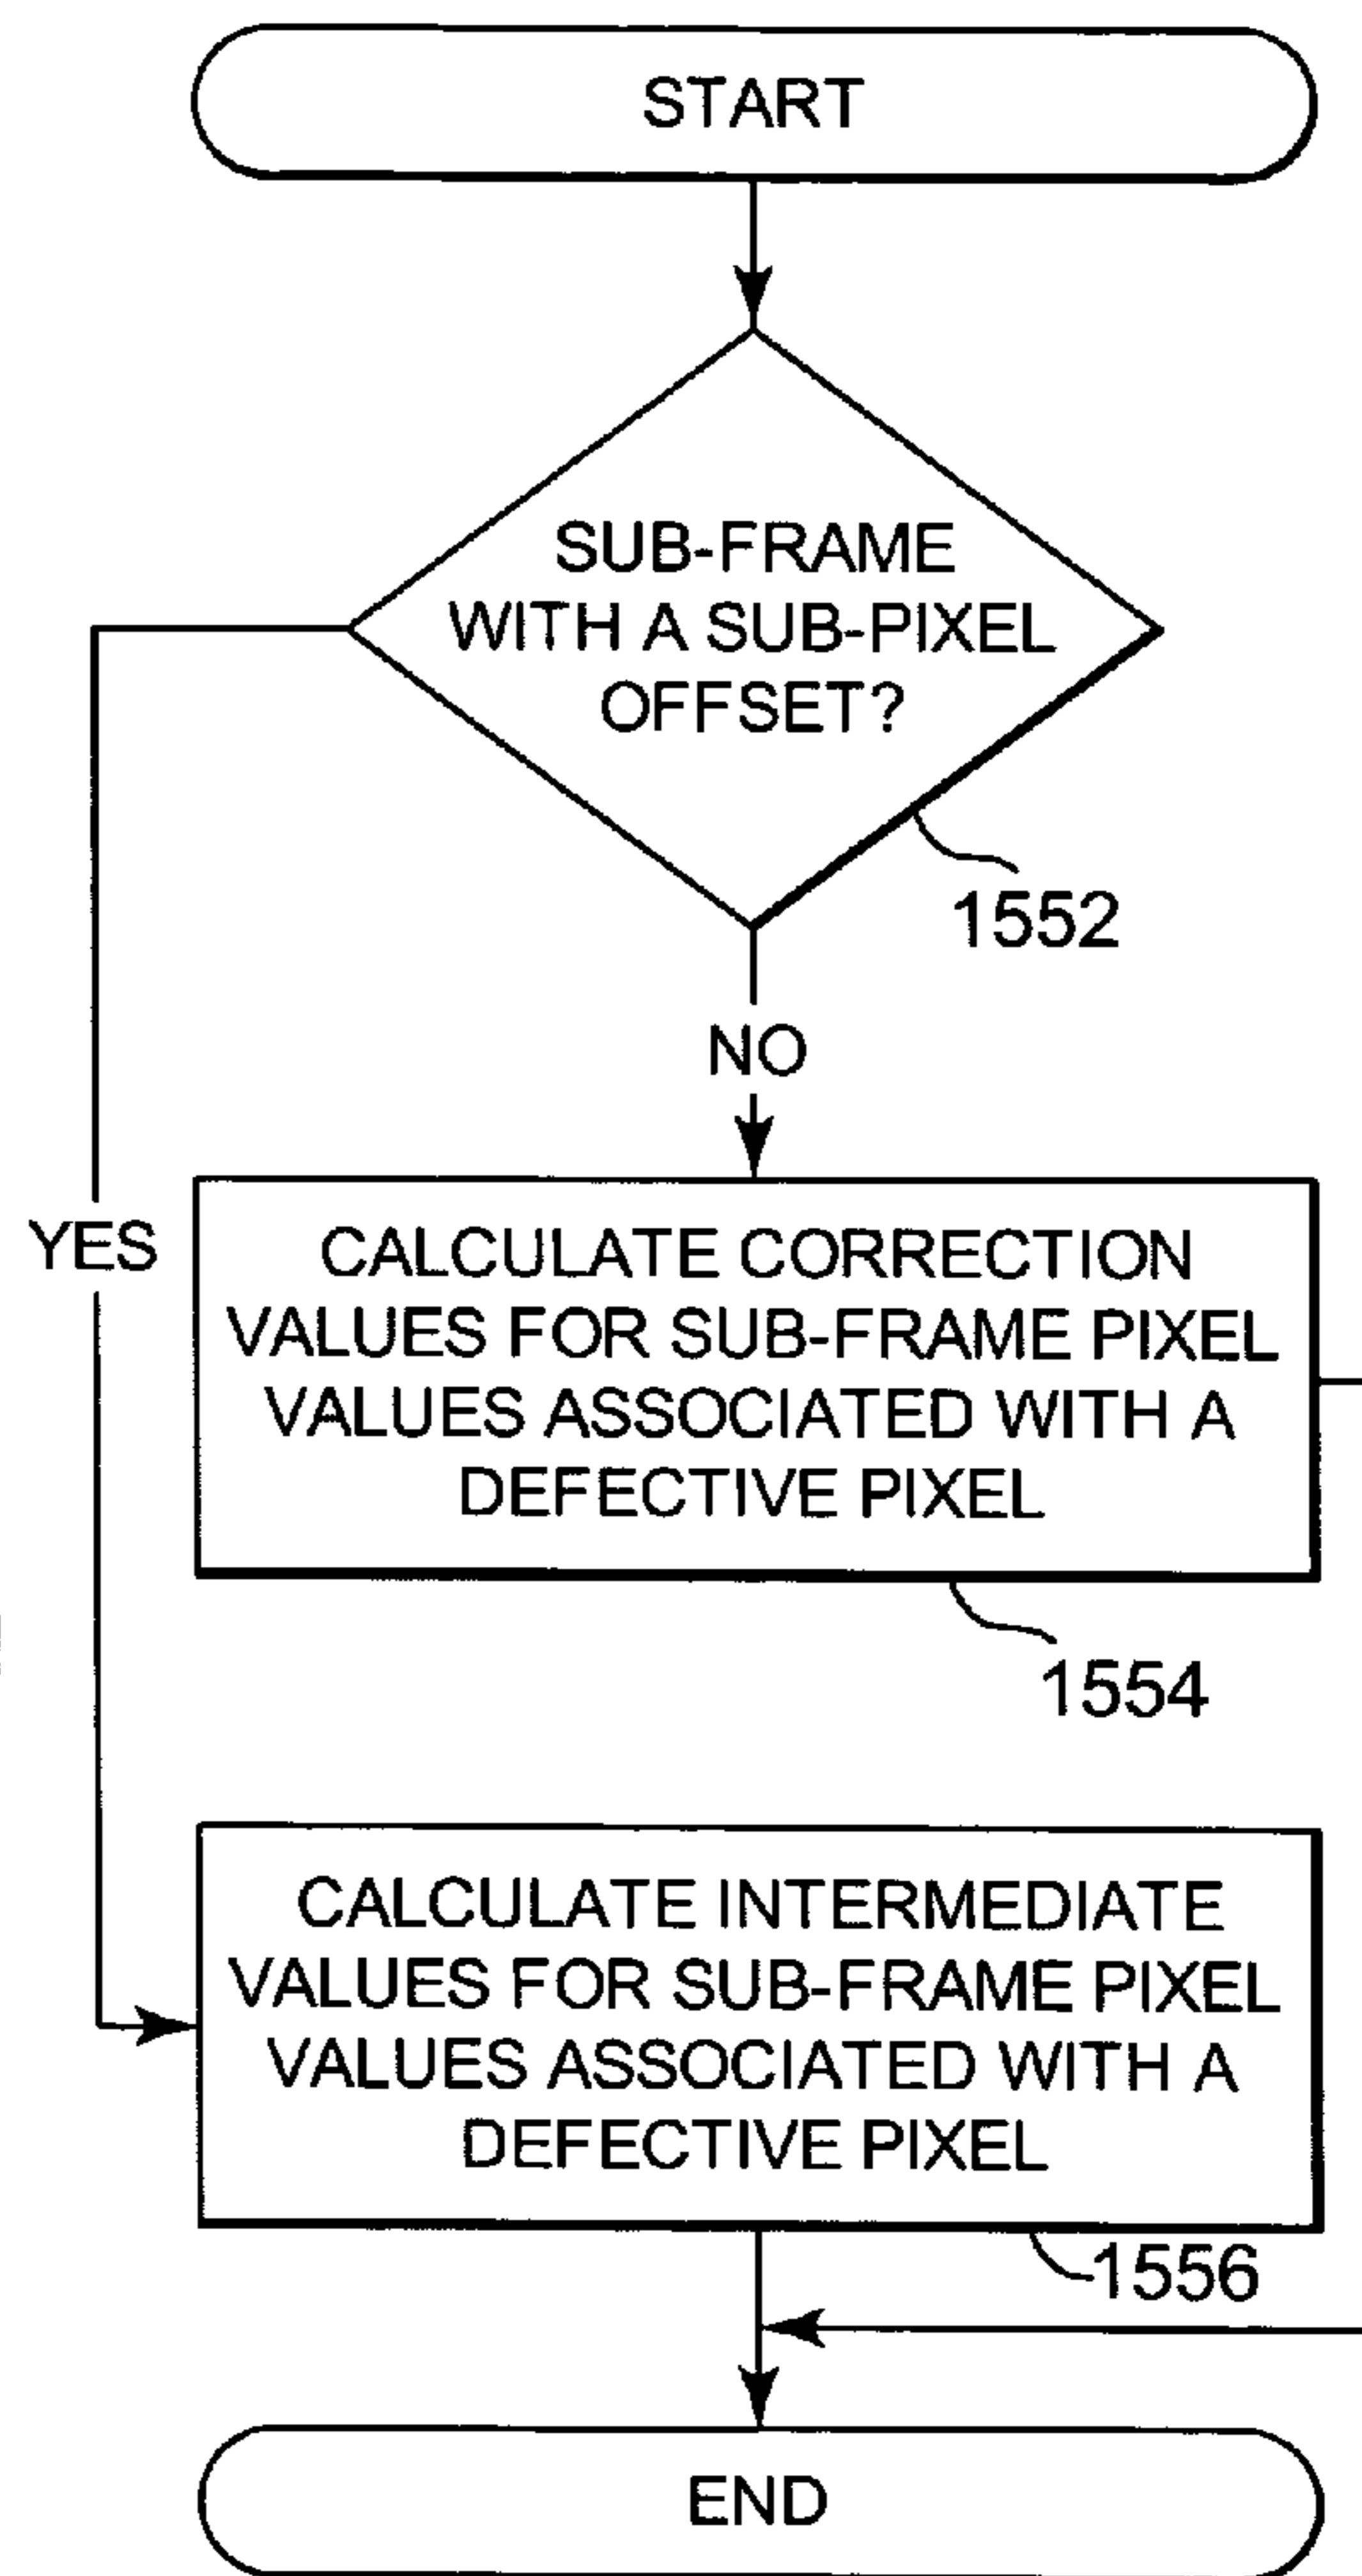 START
SUB-FRAME
WITH A SUB-PIXEL
OFFSET?
1552
NO
YES
CALCULATE CORRECTION
VALUES FOR SUB-FRAME PIXEL
VALUES ASSOCIATED WITH A
DEFECTIVE PIXEL
1554
CALCULATE INTERMEDIATE
VALUES FOR SUB-FRAME PIXEL
VALUES ASSOCIATED WITH A
DEFECTIVE PIXEL
1556
END